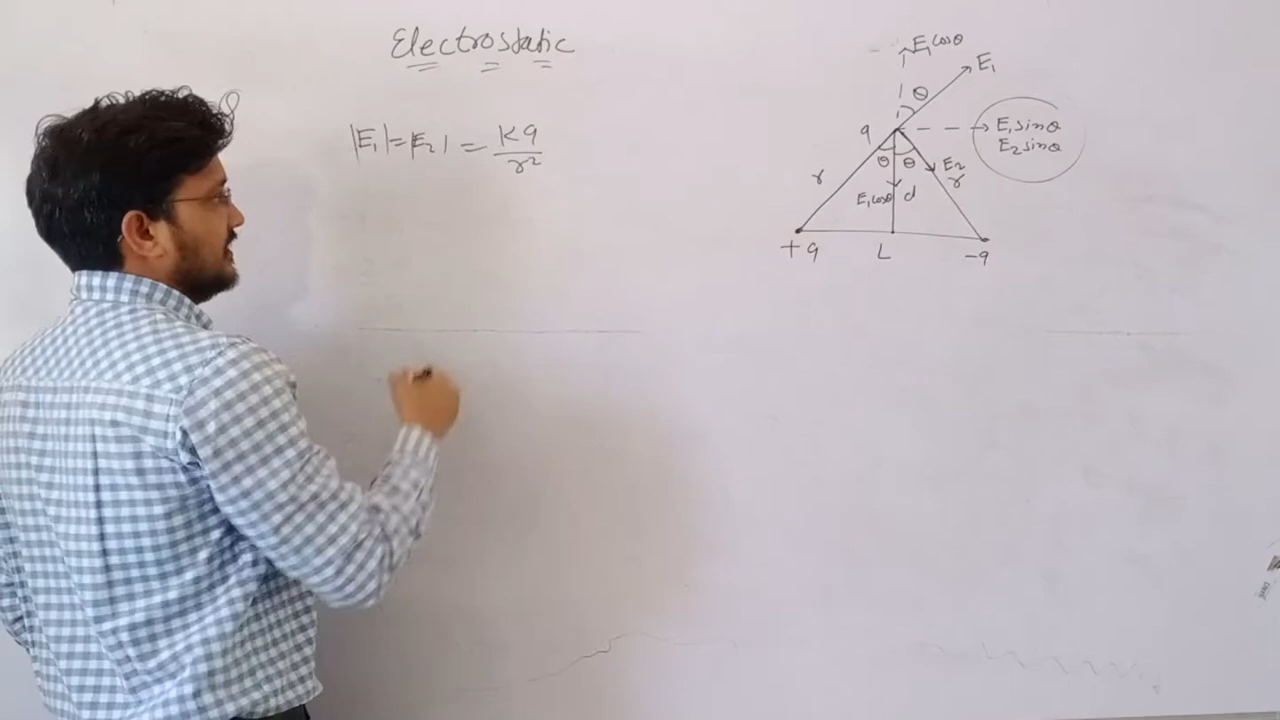 Electrostatic
|E₁|=|E₂| = Kq/r²
E₁cosθ
E₁
θ
q
E₁sinθ
E₂sinθ
θ θ
E₂
r
r
E₁cosθ d
+q L -q